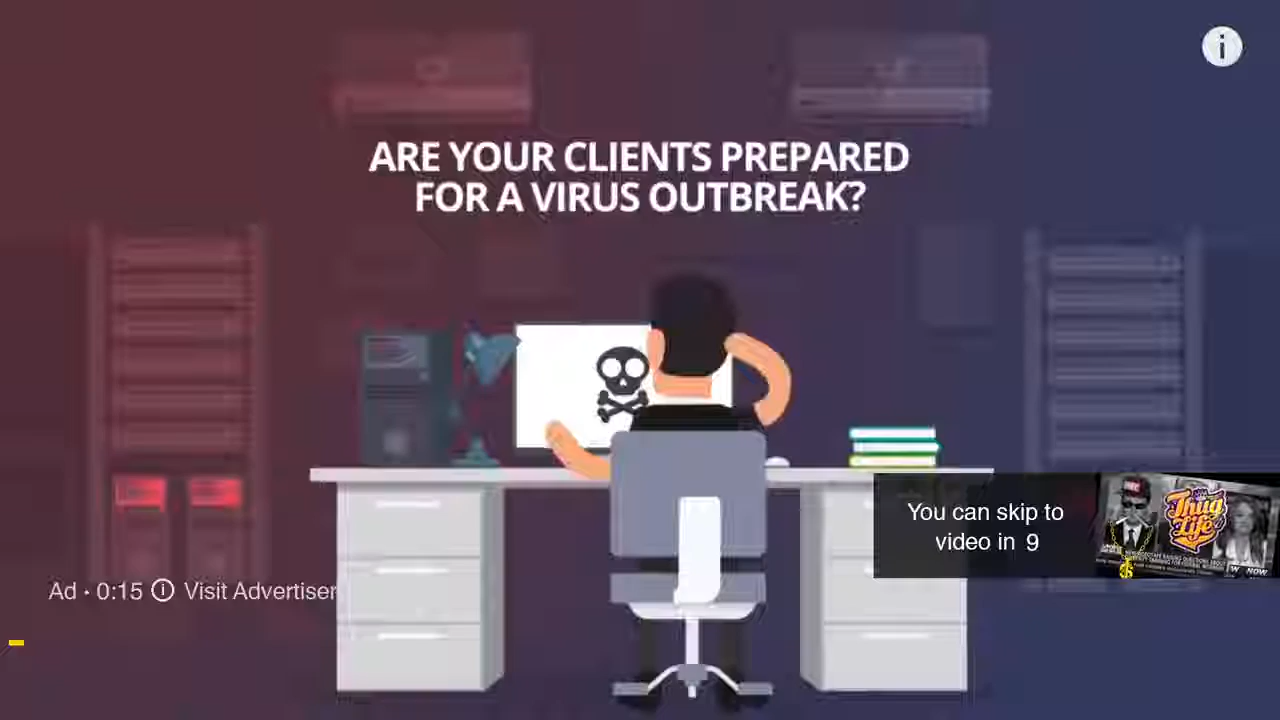 ARE YOUR CLIENTS PREPARED
FOR A VIRUS OUTBREAK?
You can skip to
video in 9
Thug
Life
NOW
Ad • 0:15 ⓘ Visit Advertiser